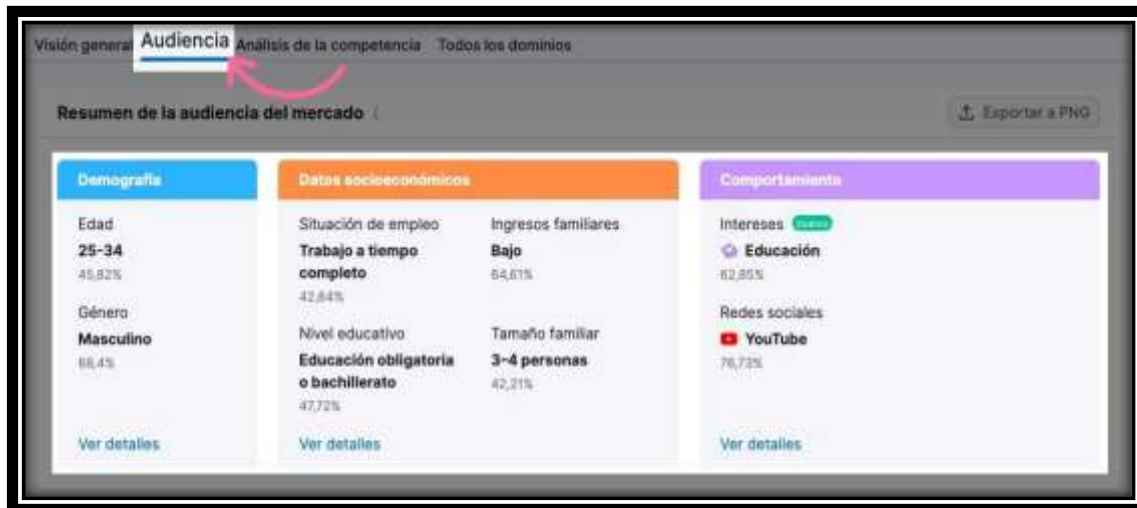 Visión general Audiencia Análisis de la competencia Todos los dominios
Resumen de la audiencia del mercado i
Exportar a PNG
Demografía
Edad
25-34
45,82%
Género
Masculino
68,4%
Ver detalles
Datos socioeconómicos
Situación de empleo
Trabajo a tiempo
completo
42,64%
Ingresos familiares
Bajo
64,61%
Nivel educativo
Educación obligatoria
o bachillerato
47,72%
Tamaño familiar
3-4 personas
42,21%
Ver detalles
Comportamiento
Intereses nuevo
Educación
62,85%
Redes sociales
YouTube
76,73%
Ver detalles